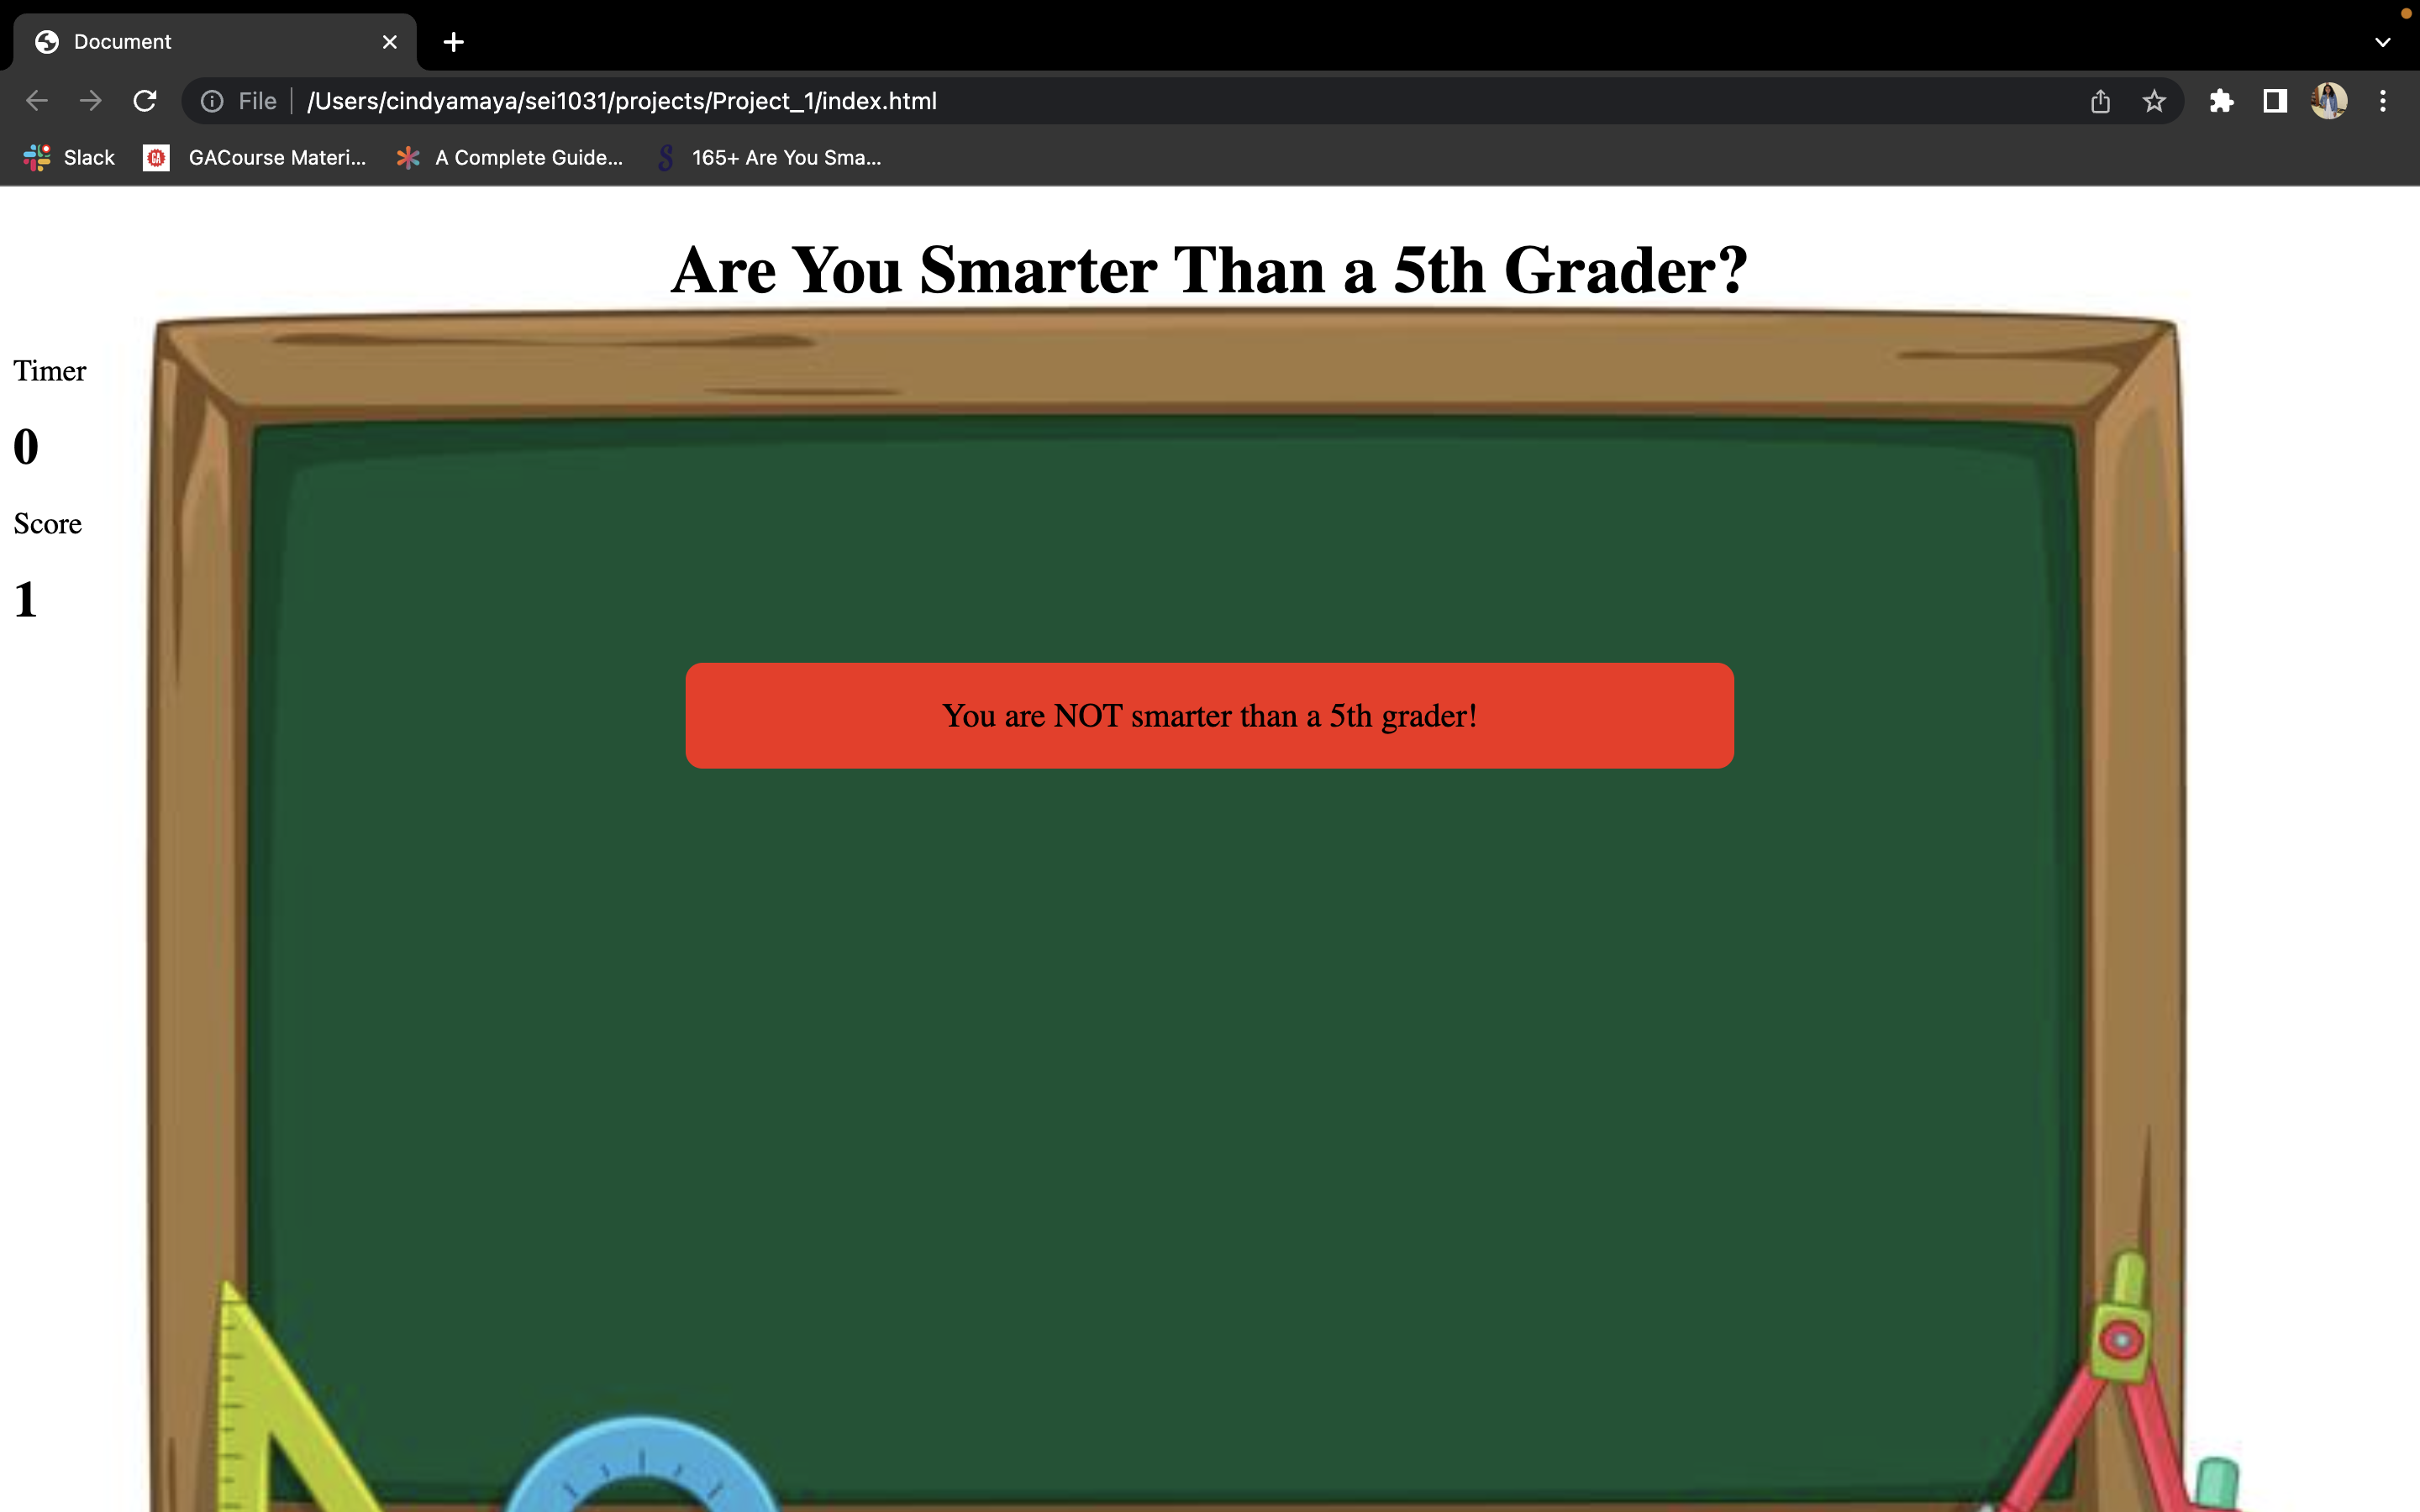 Document
File /Users/cindyamaya/sei1031/projects/Project_1/index.html
Slack GA GACourse Materi... A Complete Guide... 165+ Are You Sma...
Are You Smarter Than a 5th Grader?
Timer
0
Score
1
You are NOT smarter than a 5th grader!